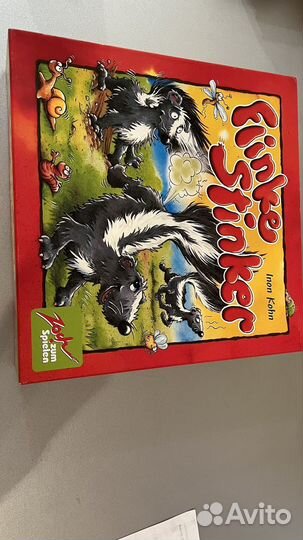 Flinke
Stinker
Inon Kohn
Zoch
zum
Spielen
Avito